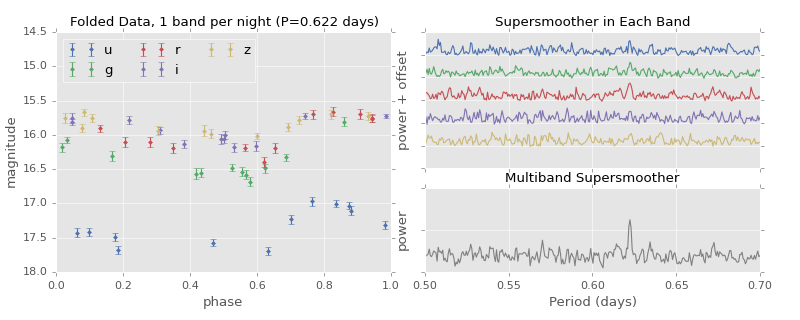 Folded Data, 1 band per night (P=0.622 days)
14.5
15.0
15.5
16.0
16.5
17.0
17.5
18.0
magnitude
u r z
g i
0.0 0.2 0.4 0.6 0.8 1.0
phase
Supersmoother in Each Band
power + offset
Multiband Supersmoother
power
0.50 0.55 0.60 0.65 0.70
Period (days)